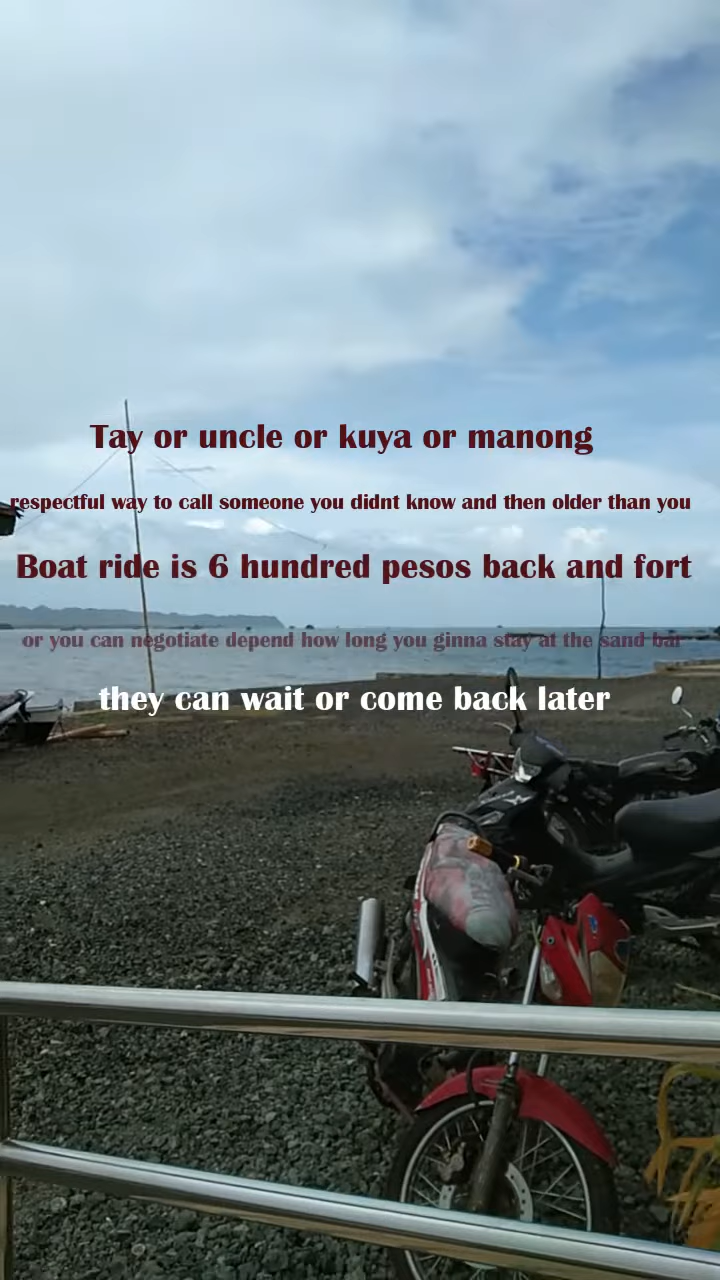 Tay or uncle or kuya or manong
respectful way to call someone you didnt know and then older than you
Boat ride is 6 hundred pesos back and fort
or you can negotiate depend how long you ginna stay at the sand bar
they can wait or come back later